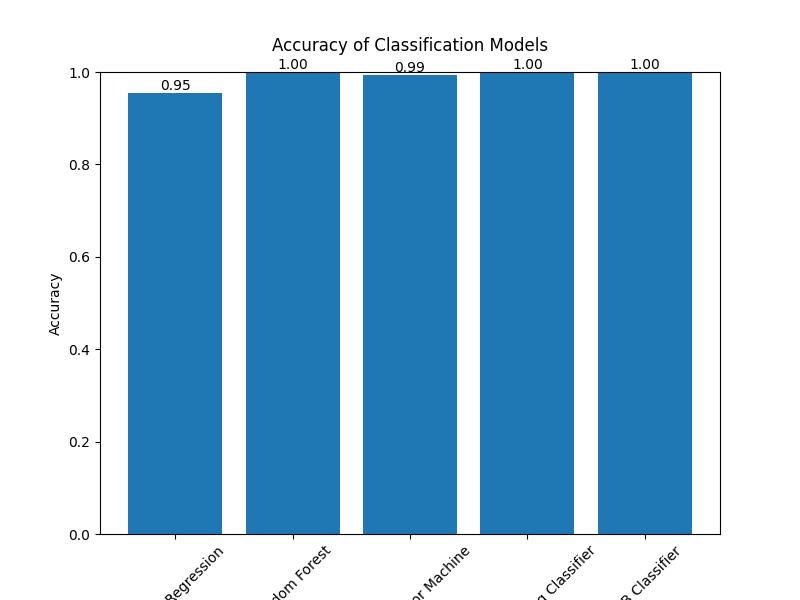 Accuracy of Classification Models
1.00
1.00
1.00
0.99
0.95
1.0
0.8
0.6
0.4
0.2
0.0
Accuracy
Regression
dom Forest
or Machine
g Classifier
B Classifier